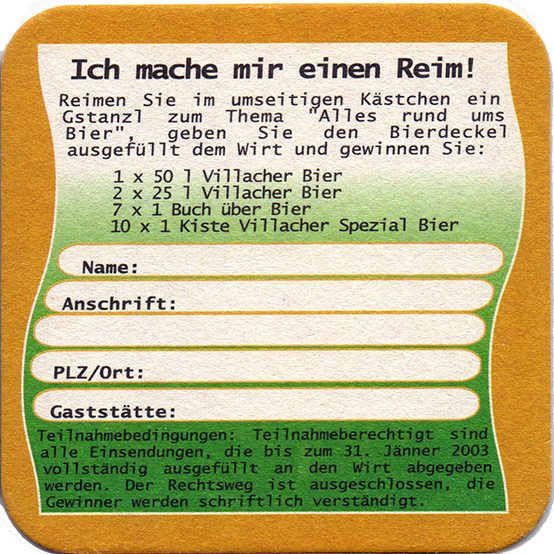 Ich mache mir einen Reim!
Reimen Sie im umseitigen Kästchen ein
Gstanzl zum Thema "Alles rund ums
Bier", geben Sie den Bierdeckel
ausgefüllt dem Wirt und gewinnen Sie:
1 x 50 l Villacher Bier
2 x 25 l Villacher Bier
7 x 1 Buch über Bier
10 x 1 Kiste Villacher Spezial Bier
Name:
Anschrift:
PLZ/Ort:
Gaststätte:
Teilnahmebedingungen: Teilnahmeberechtigt sind
alle Einsendungen, die bis zum 31. Jänner 2003
vollständig ausgefüllt an den Wirt abgegeben
werden. Der Rechtsweg ist ausgeschlossen, die
Gewinner werden schriftlich verständigt.